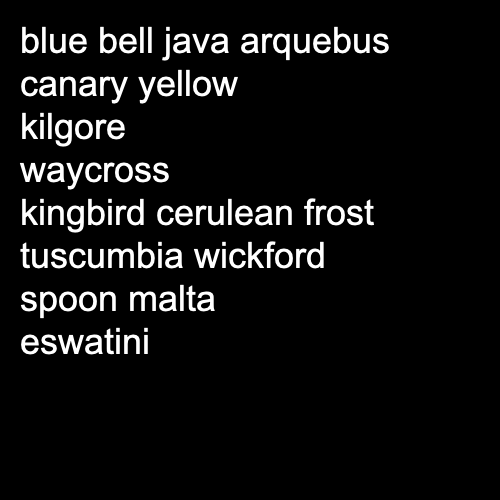 blue bell java arquebus
canary yellow
kilgore
waycross
kingbird cerulean frost
tuscumbia wickford
spoon malta
eswatini